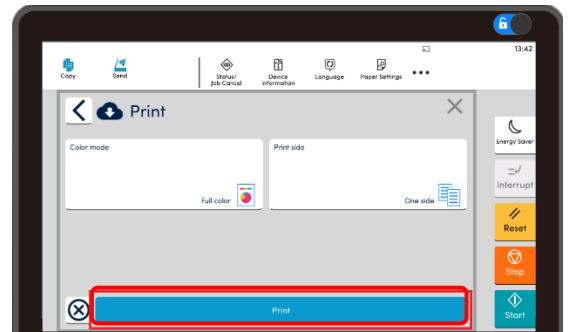 13:42
Copy
Send
Status/
Job Cancel
Device
Information
Language
Paper Settings
Print
Color mode
Full color
Print side
One side
Print
Energy Saver
Interrupt
Reset
Stop
Start